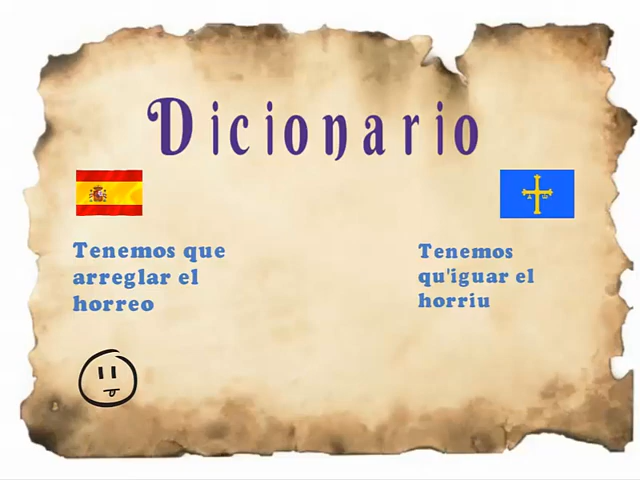 Dicionario
Tenemos que
arreglar el
horreo
Tenemos
qu'iguar el
horriu